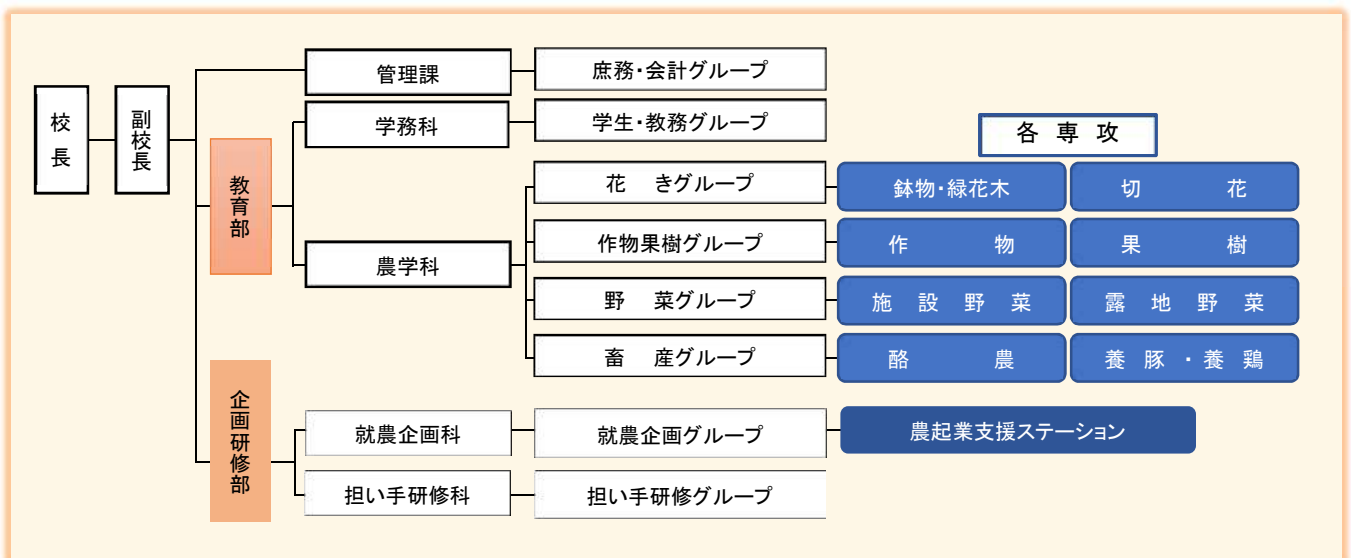 校長
副校長
管理課
庶務・会計グループ
教育部
学務科
学生・教務グループ
各専攻
農学科
花きグループ
鉢物・緑花木
切花
作物果樹グループ
作物
果樹
野菜グループ
施設野菜
露地野菜
畜産グループ
酪農
養豚・養鶏
企画研修部
就農企画科
就農企画グループ
農起業支援ステーション
担い手研修科
担い手研修グループ